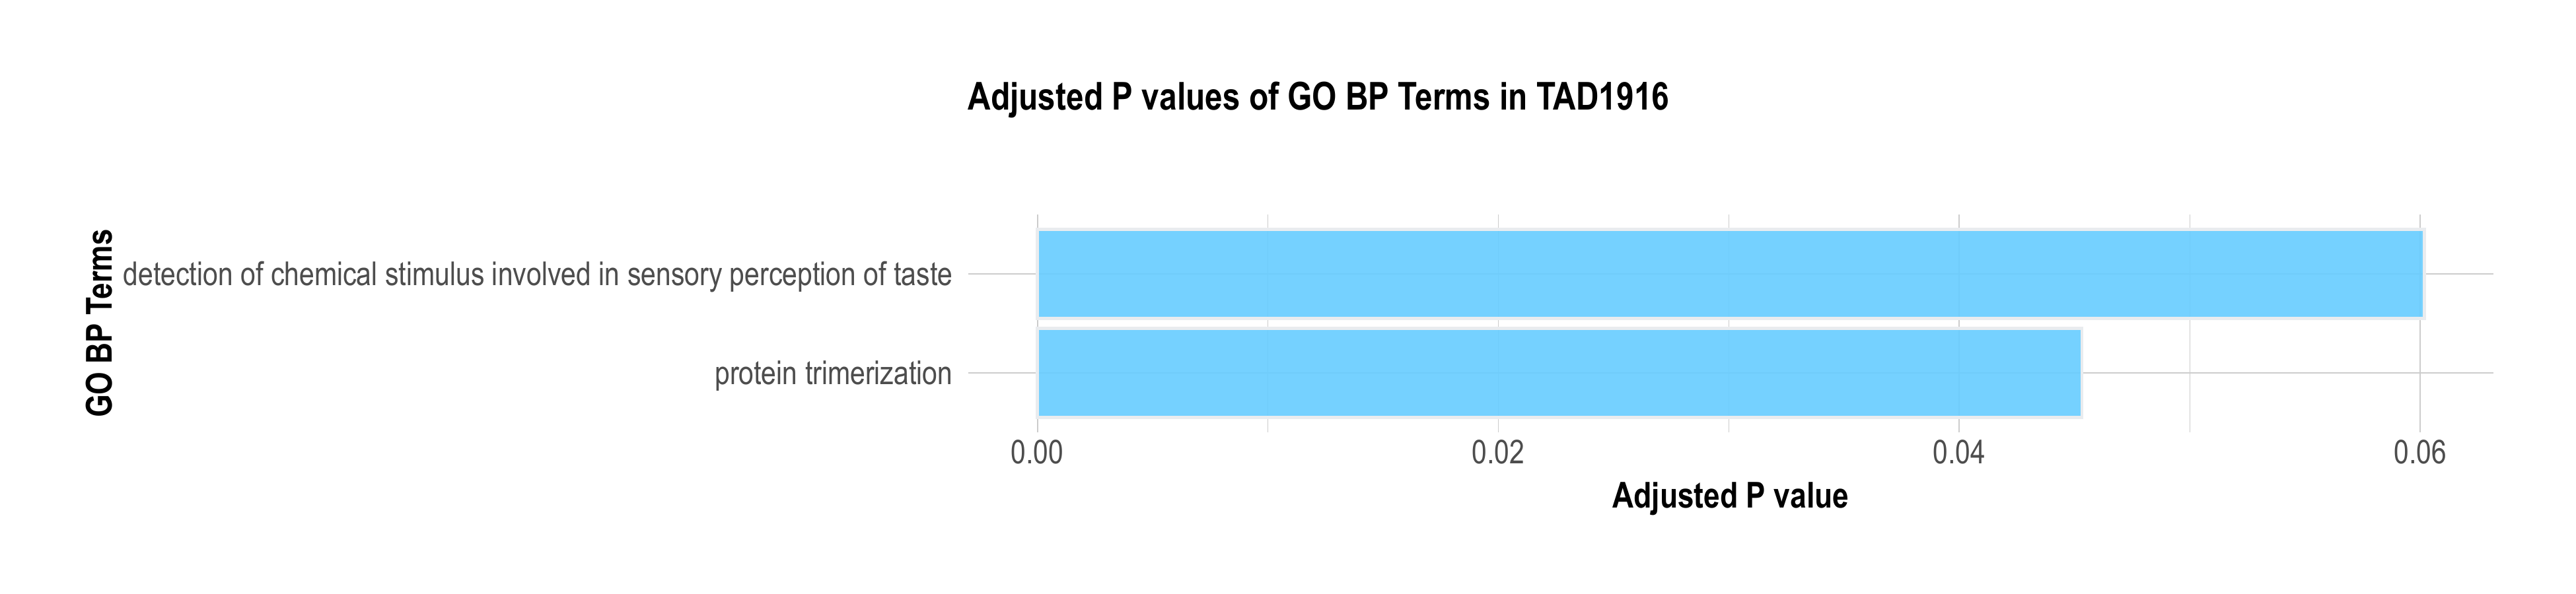 Adjusted P values of GO BP Terms in TAD1916
GO BP Terms
detection of chemical stimulus involved in sensory perception of taste
protein trimerization
0.00 0.02 0.04 0.06
Adjusted P value